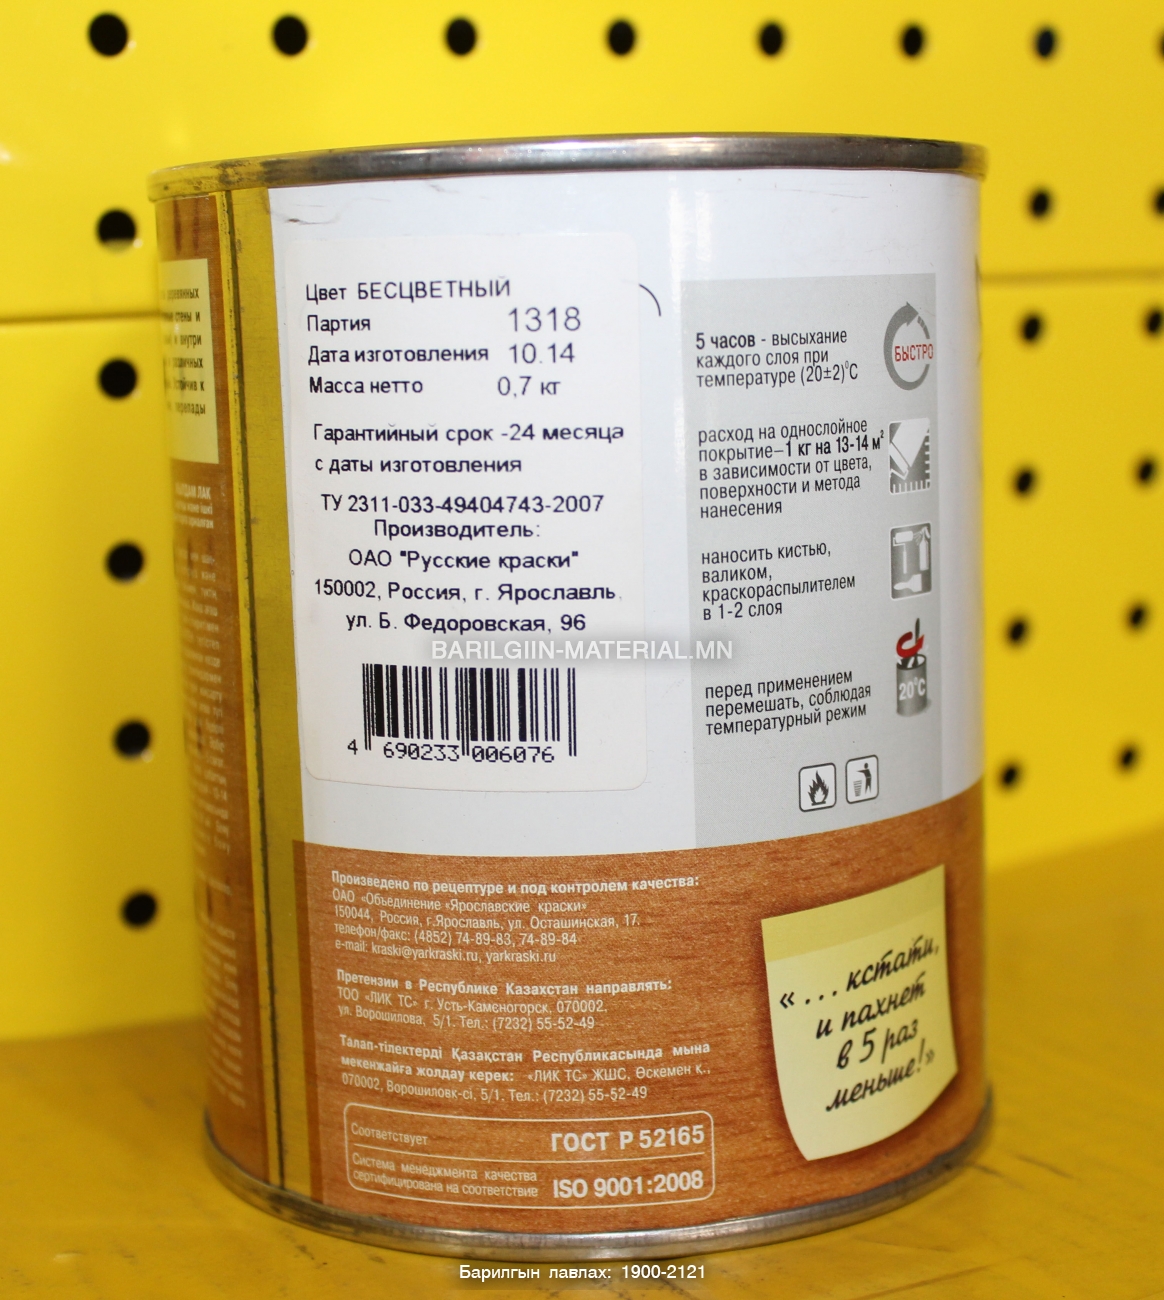 Цвет БЕСЦВЕТНЫЙ
Партия 1318
Дата изготовления 10.14
Масса нетто 0,7 кг
Гарантийный срок -24 месяца
с даты изготовления
ТУ 2311-033-49404743-2007
Производитель:
ОАО "Русские краски"
150002, Россия, г. Ярославль,
ул. Б. Федоровская, 96
4 690233 006076
5 часов - высыхание
каждого слоя при
температуре (20±2)°С
БЫСТРО
расход на однослойное
покрытие–1 кг на 13-14 м²
в зависимости от цвета,
поверхности и метода
нанесения
наносить кистью,
валиком,
краскораспылителем
в 1-2 слоя
перед применением
перемешать, соблюдая
температурный режим
20°С
BARILGIIN-MATERIAL.MN
Произведено по рецептуре и под контролем качества:
ОАО «Объединение «Ярославские краски»
150044, Россия, г.Ярославль, ул. Осташинская, 17.
телефон/факс: (4852) 74-89-83, 74-89-84
e-mail: kraski@yarkraski.ru, yarkraski.ru
Претензии в Республике Казахстан направлять:
ТОО «ЛИК ТС» г. Усть-Каменогорск, 070002,
ул. Ворошилова, 5/1. Тел.: (7232) 55-52-49
Талап-тілектерді Қазақстан Республикасында мына
мекенжайға жолдау керек: «ЛИК ТС» ЖШС, Өскемен қ.,
070002, Ворошиловк-сі, 5/1. Тел.: (7232) 55-52-49
Соответствует ГОСТ Р 52165
Система менеджмента качества
сертифицирована на соответствие ISO 9001:2008
«...кстати,
и пахнет
в 5 раз
меньше!»
Барилгын лавлах: 1900-2121